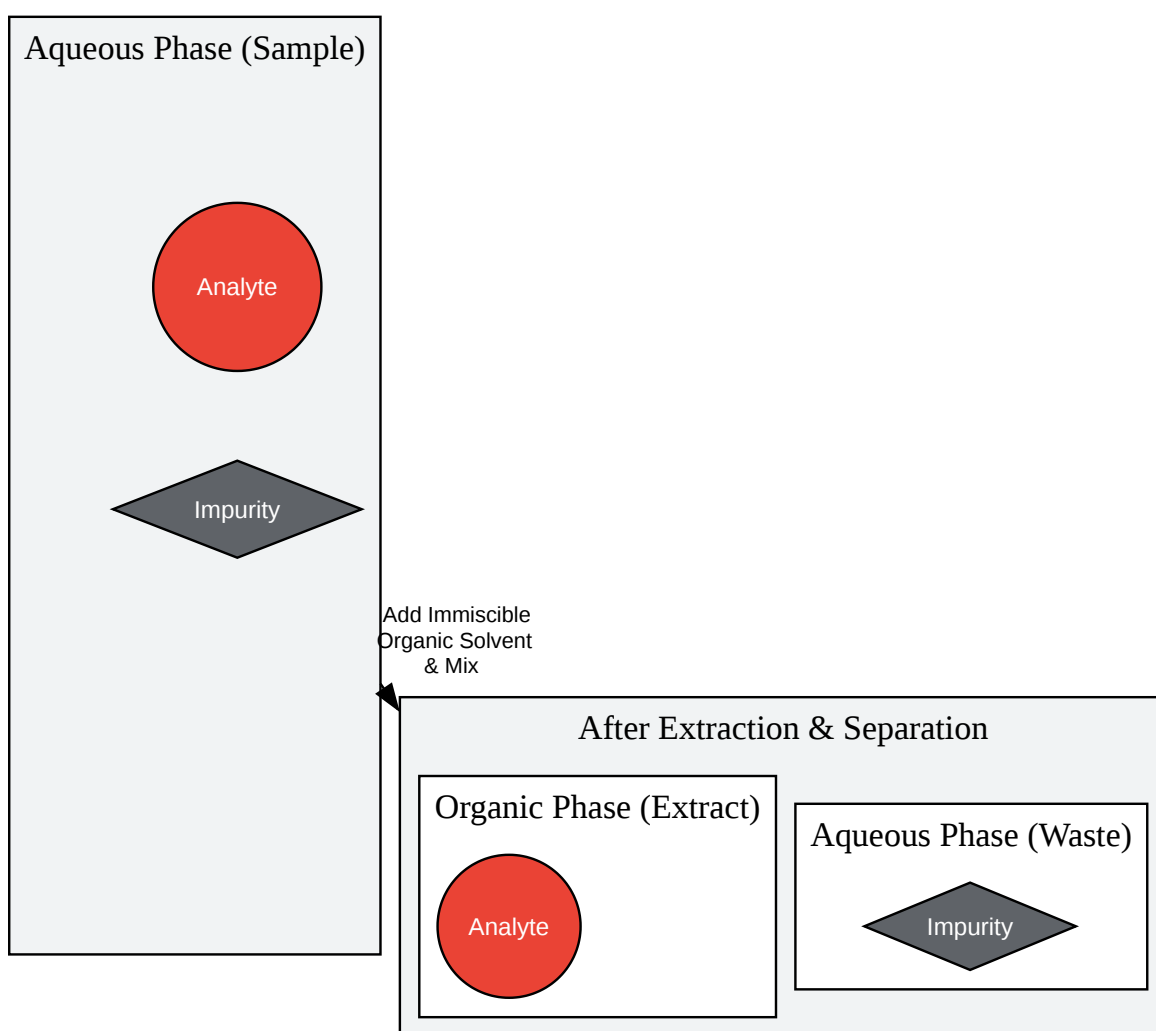 Aqueous Phase (Sample)
Analyte
Impurity
Add Immiscible
Organic Solvent
& Mix
After Extraction & Separation
Organic Phase (Extract)
Analyte
Aqueous Phase (Waste)
Impurity